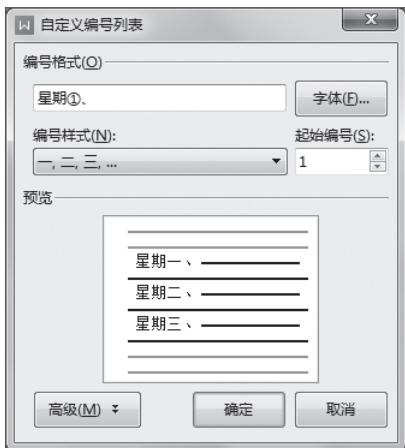 自定义编号列表
编号格式(O)
星期①、
字体(F)...
编号样式(N):
起始编号(S):
一, 二, 三, ...
1
预览
星期一、
星期二、
星期三、
高级(M)
确定
取消